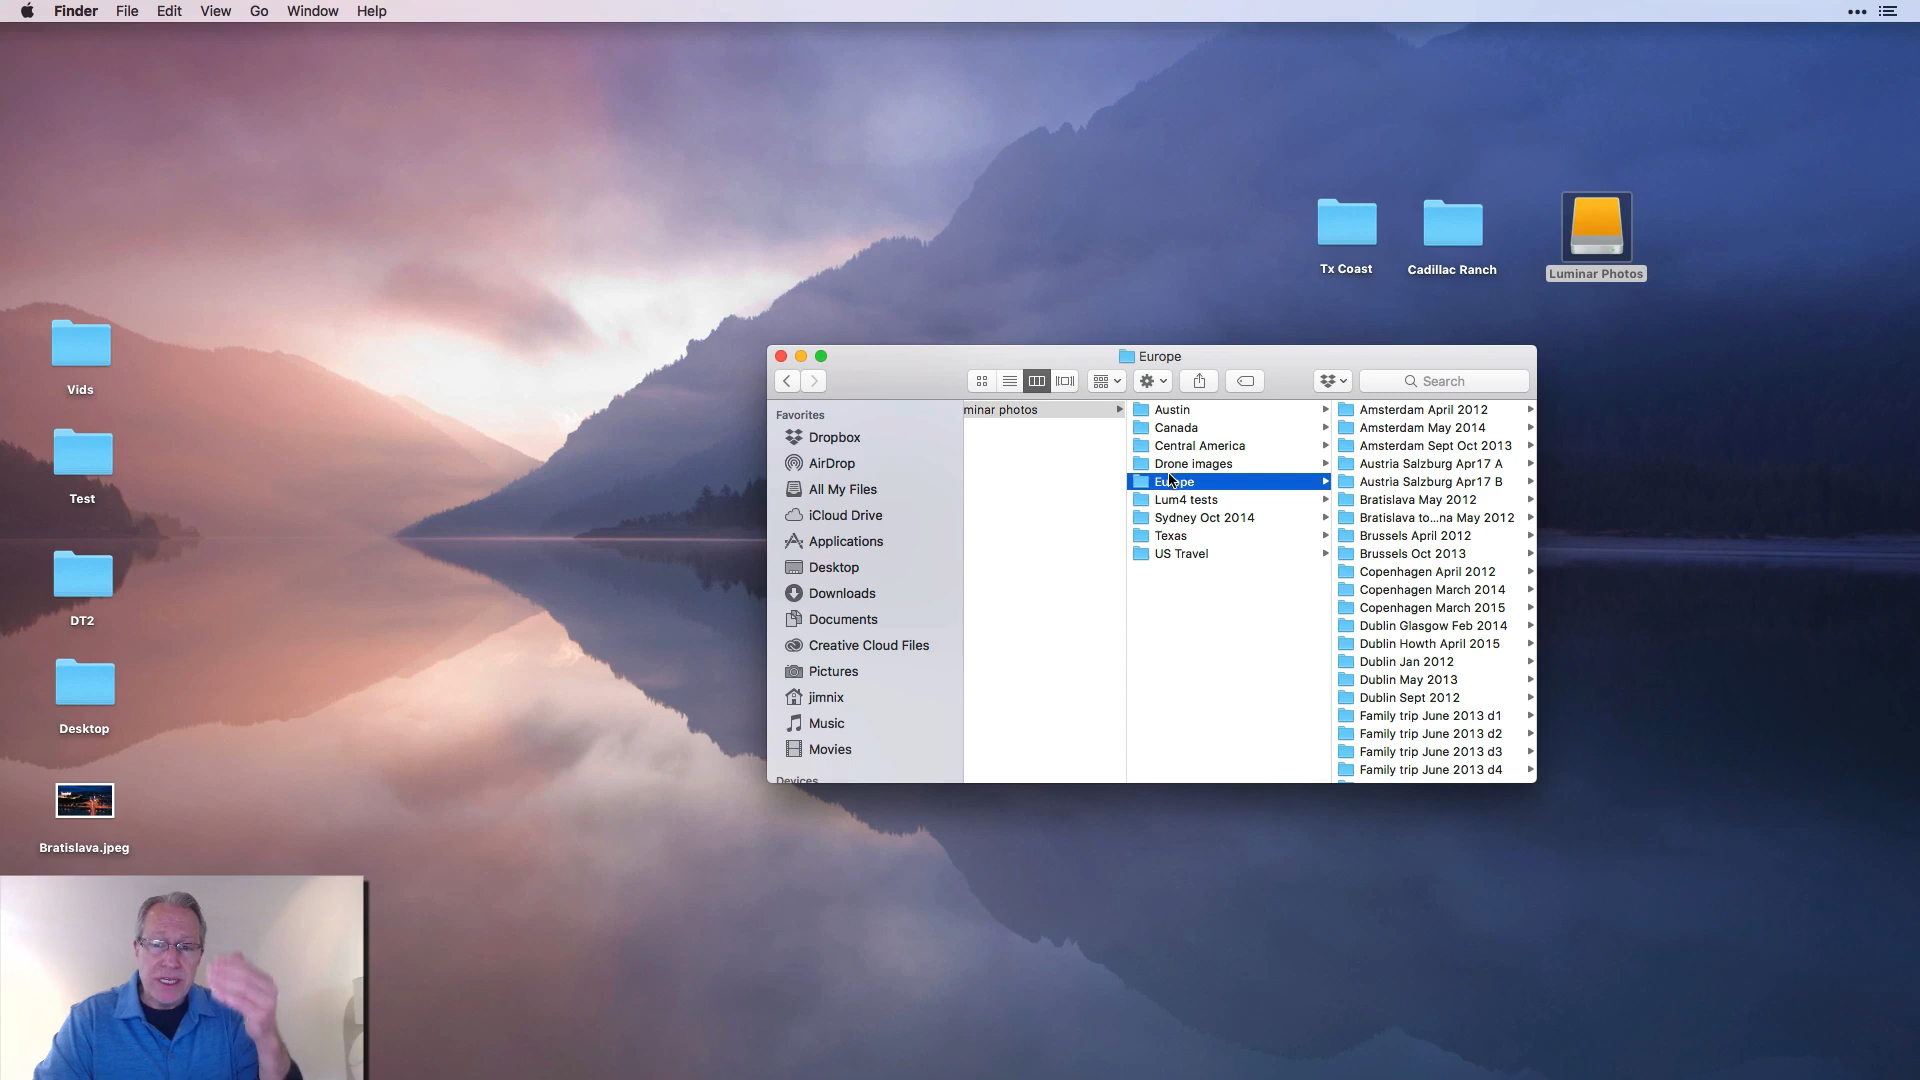 Finder File Edit View Go Window Help
Tx Coast
Cadillac Ranch
Luminar Photos
Vids
Test
DT2
Desktop
Bratislava.jpeg
Europe
Search
Favorites
Dropbox
AirDrop
All My Files
iCloud Drive
Applications
Desktop
Downloads
Documents
Creative Cloud Files
Pictures
jimnix
Music
Movies
Devices
minar photos
Austin
Canada
Central America
Drone images
Europe
Lum4 tests
Sydney Oct 2014
Texas
US Travel
Amsterdam April 2012
Amsterdam May 2014
Amsterdam Sept Oct 2013
Austria Salzburg Apr17 A
Austria Salzburg Apr17 B
Bratislava May 2012
Bratislava to...na May 2012
Brussels April 2012
Brussels Oct 2013
Copenhagen April 2012
Copenhagen March 2014
Copenhagen March 2015
Dublin Glasgow Feb 2014
Dublin Howth April 2015
Dublin Jan 2012
Dublin May 2013
Dublin Sept 2012
Family trip June 2013 d1
Family trip June 2013 d2
Family trip June 2013 d3
Family trip June 2013 d4